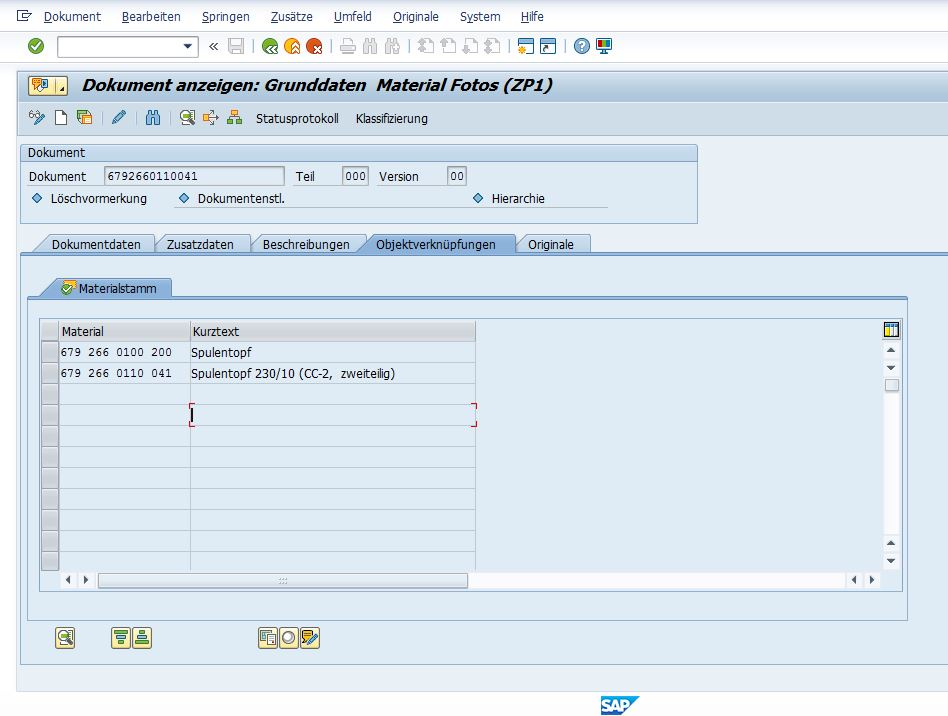 Dokument Bearbeiten Springen Zusätze Umfeld Originale System Hilfe
Dokument anzeigen: Grunddaten Material Fotos (ZP1)
Statusprotokoll Klassifizierung
Dokument
Dokument 6792660110041 Teil 000 Version 00
Löschvormerkung Dokumentenstl. Hierarchie
Dokumentdaten Zusatzdaten Beschreibungen Objektverknüpfungen Originale
Materialstamm
Material Kurztext
679 266 0100 200 Spulentopf
679 266 0110 041 Spulentopf 230/10 (CC-2, zweiteilig)
SAP